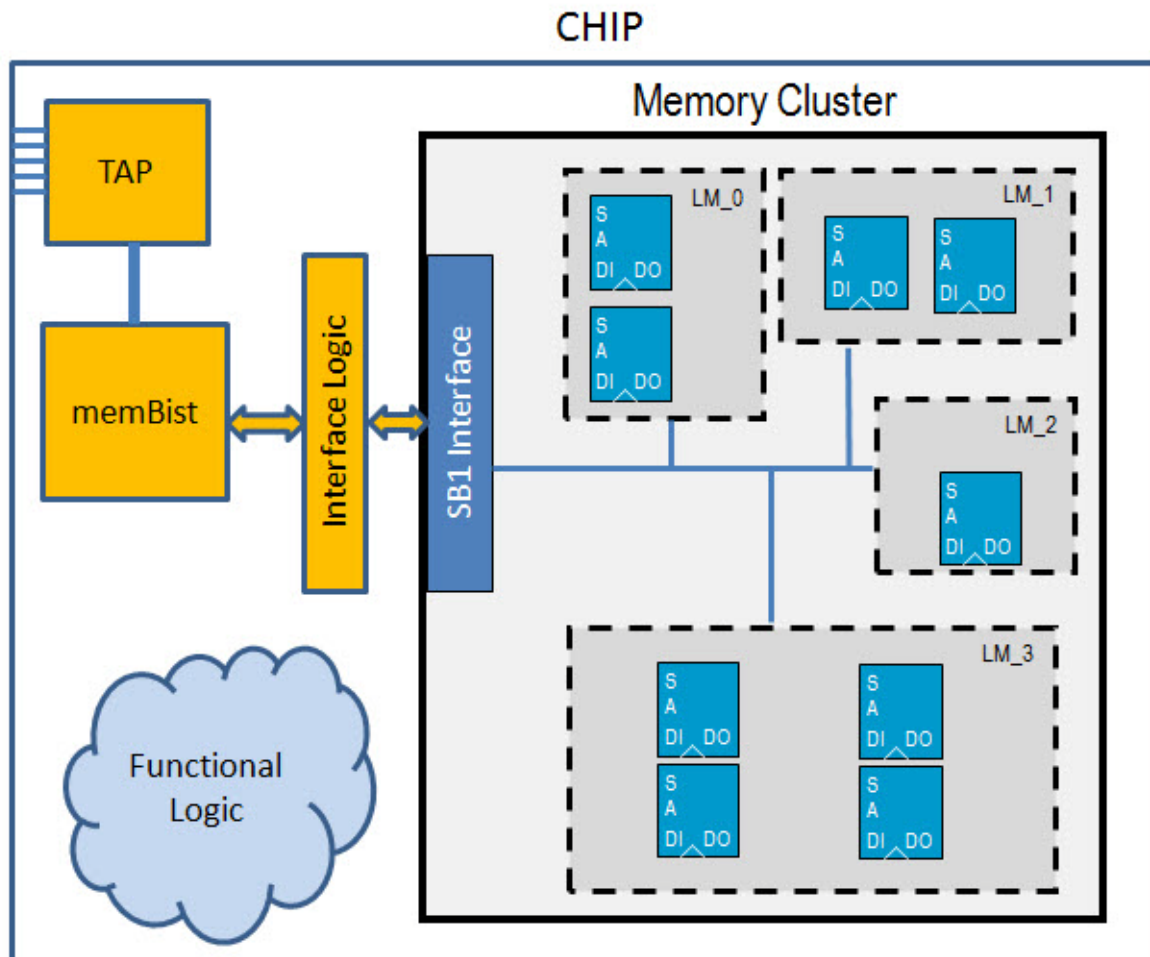 CHIP
Memory Cluster
TAP
memBist
Interface Logic
SB1 Interface
LM_0
S
A
DI DO
S
A
DI DO
LM_1
S
A
DI DO
S
A
DI DO
LM_2
S
A
DI DO
LM_3
S
A
DI DO
S
A
DI DO
S
A
DI DO
S
A
DI DO
Functional
Logic